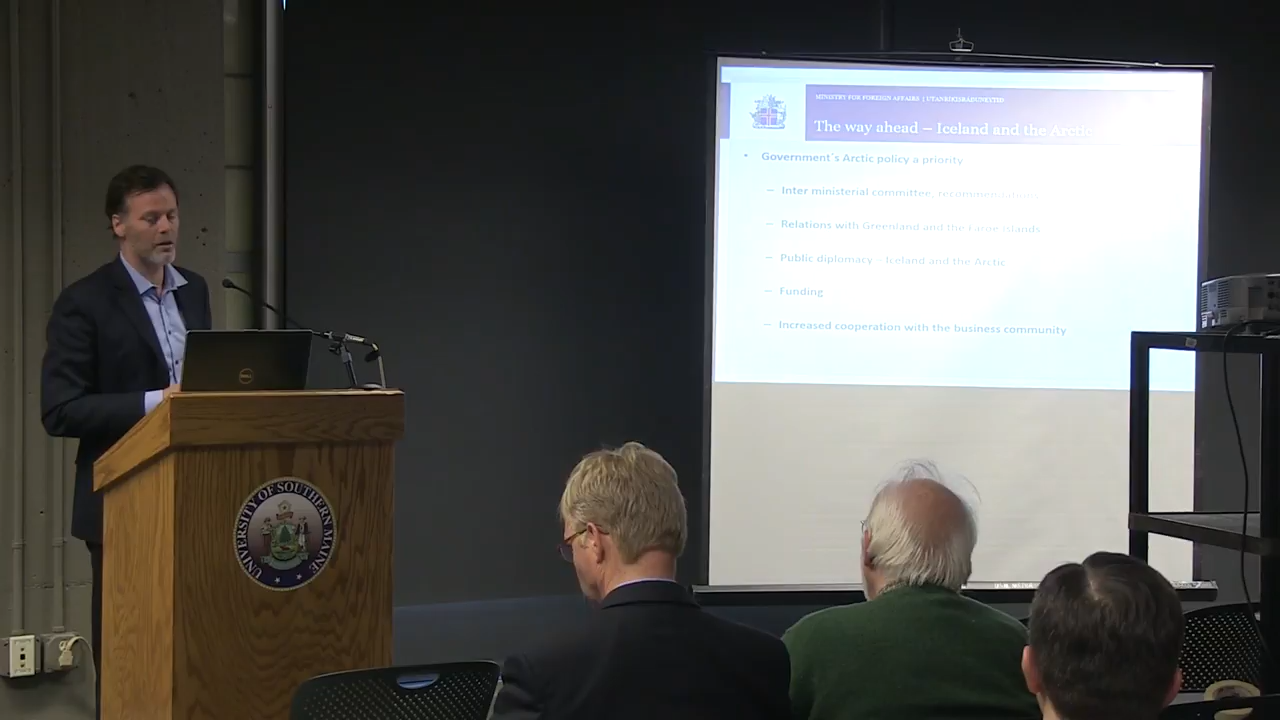 MINISTRY FOR FOREIGN AFFAIRS | UTANRÍKISRÁÐUNEYTIÐ
The way ahead – Iceland and the Arctic
• Government´s Arctic policy a priority
– Inter ministerial committee, recommendations
– Relations with Greenland and the Faroe Islands
– Public diplomacy – Iceland and the Arctic
– Funding
– Increased cooperation with the business community
DELL
UNIVERSITY OF SOUTHERN MAINE